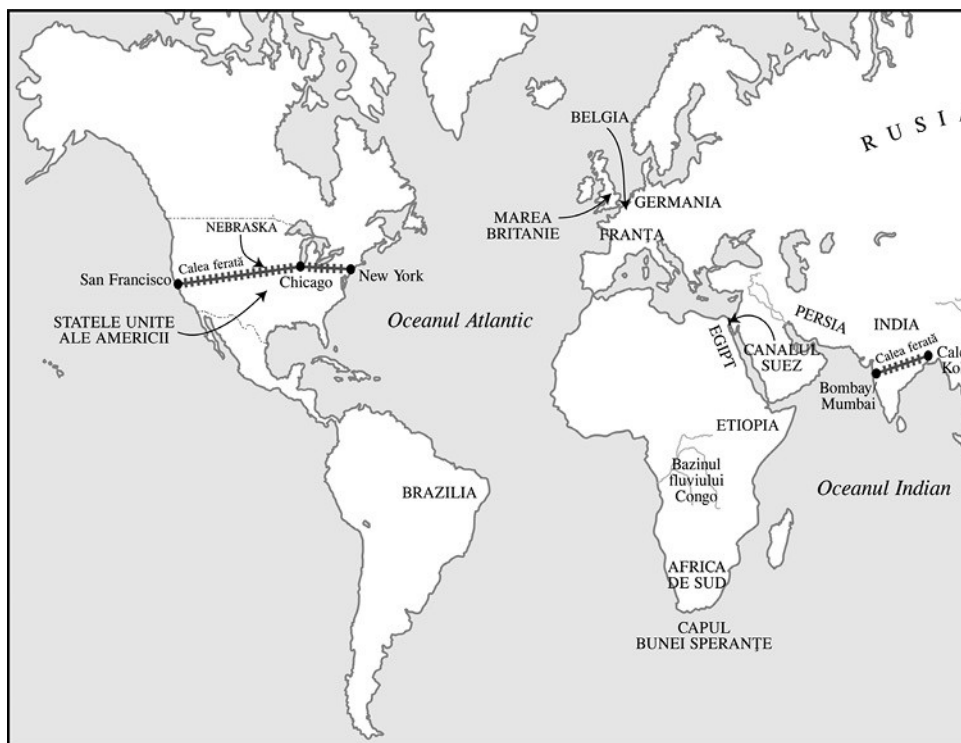 RUSIA
BELGIA
GERMANIA
MAREA
BRITANIE
FRANȚA
NEBRASKA
Calea ferată
San Francisco
Chicago
New York
STATELE UNITE
ALE AMERICII
Oceanul Atlantic
PERSIA
INDIA
EGIPT
CANALUL
SUEZ
Calea ferată
Bombay/
Mumbai
ETIOPIA
Bazinul
fluviului
Congo
BRAZILIA
Oceanul Indian
AFRICA
DE SUD
CAPUL
BUNEI SPERANŢE